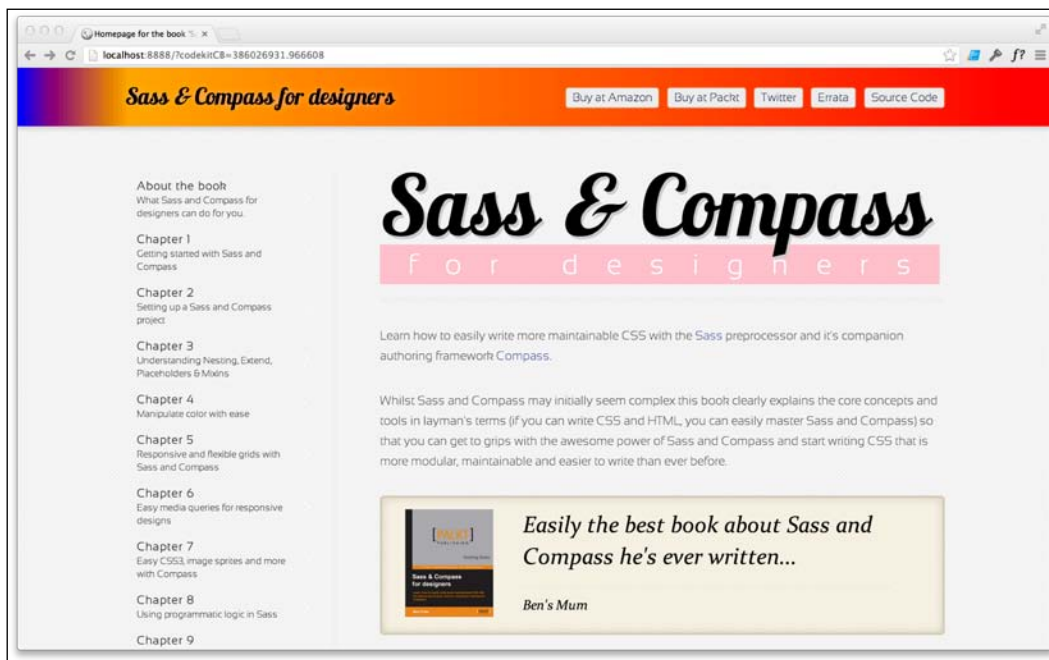 Homepage for the book "S
localhost:8888/?codekitCB=386026931.966608
f?
Sass & Compass for designers
Buy at Amazon
Buy at Packt
Twitter
Errata
Source Code
About the book
What Sass and Compass for
designers can do for you.
Chapter 1
Getting started with Sass and
Compass
Chapter 2
Setting up a Sass and Compass
project
Chapter 3
Understanding Nesting, Extend,
Placeholders & Mixins
Chapter 4
Manipulate color with ease
Chapter 5
Responsive and flexible grids with
Sass and Compass
Chapter 6
Easy media queries for responsive
designs
Chapter 7
Easy CSS3, image sprites and more
with Compass
Chapter 8
Using programmatic logic in Sass
Chapter 9
Sass & Compass
for designers
Learn how to easily write more maintainable CSS with the Sass preprocessor and it's companion
authoring framework Compass.
Whilst Sass and Compass may initially seem complex this book clearly explains the core concepts and
tools in layman's terms (if you can write CSS and HTML, you can easily master Sass and Compass) so
that you can get to grips with the awesome power of Sass and Compass and start writing CSS that is
more modular, maintainable and easier to write than ever before.
[PACKT]
PUBLISHING
Sass & Compass
for designers
Easily the best book about Sass and
Compass he's ever written...
Ben's Mum